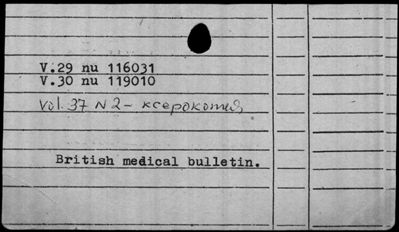 V.29 nu 116031
V.30 nu 119010
Vol. 37 N 2 - ксерокопия
British medical bulletin.